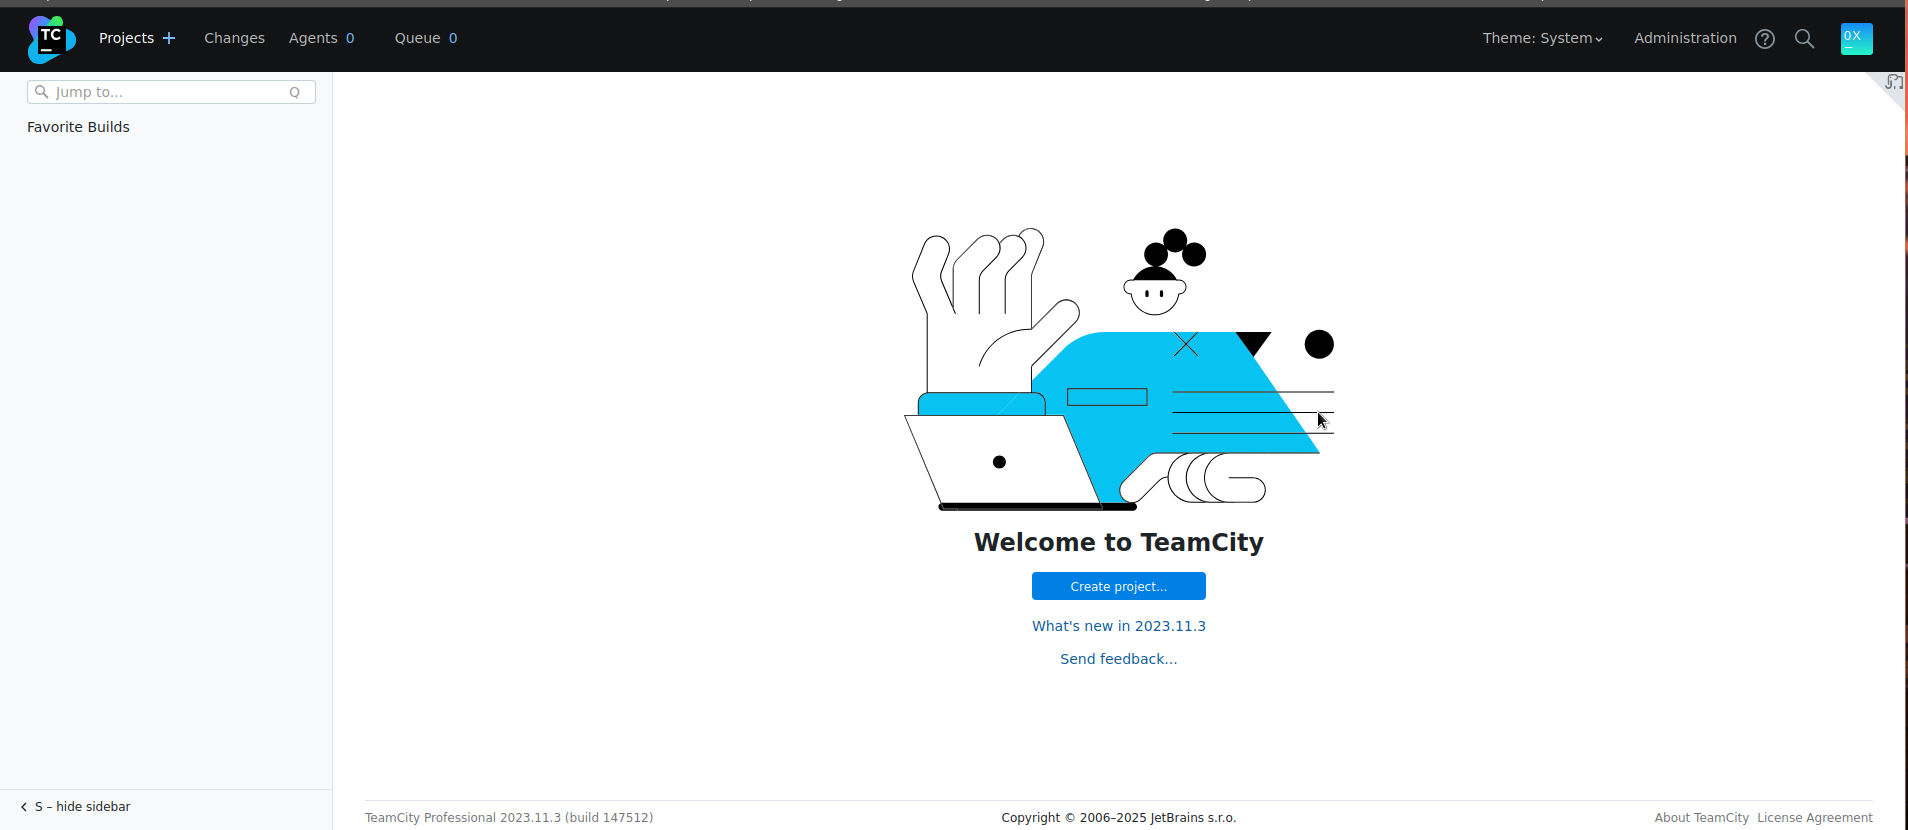 TC
Projects
Changes
Agents 0
Queue 0
Theme: System
Administration
0X
Jump to...
Q
Favorite Builds
Welcome to TeamCity
Create project...
What's new in 2023.11.3
Send feedback...
S – hide sidebar
TeamCity Professional 2023.11.3 (build 147512)
Copyright © 2006–2025 JetBrains s.r.o.
About TeamCity
License Agreement